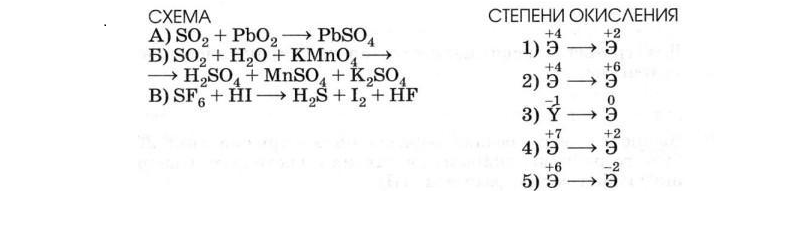 СХЕМА
А) SO₂ + PbO₂ ⟶ PbSO₄
Б) SO₂ + H₂O + KMnO₄ ⟶
⟶ H₂SO₄ + MnSO₄ + K₂SO₄
В) SF₆ + HI ⟶ H₂S + I₂ + HF
СТЕПЕНИ ОКИСЛЕНИЯ
+4 +2
1) Э ⟶ Э
+4 +6
2) Э ⟶ Э
−1 0
3) Y ⟶ Э
+7 +2
4) Э ⟶ Э
+6 −2
5) Э ⟶ Э